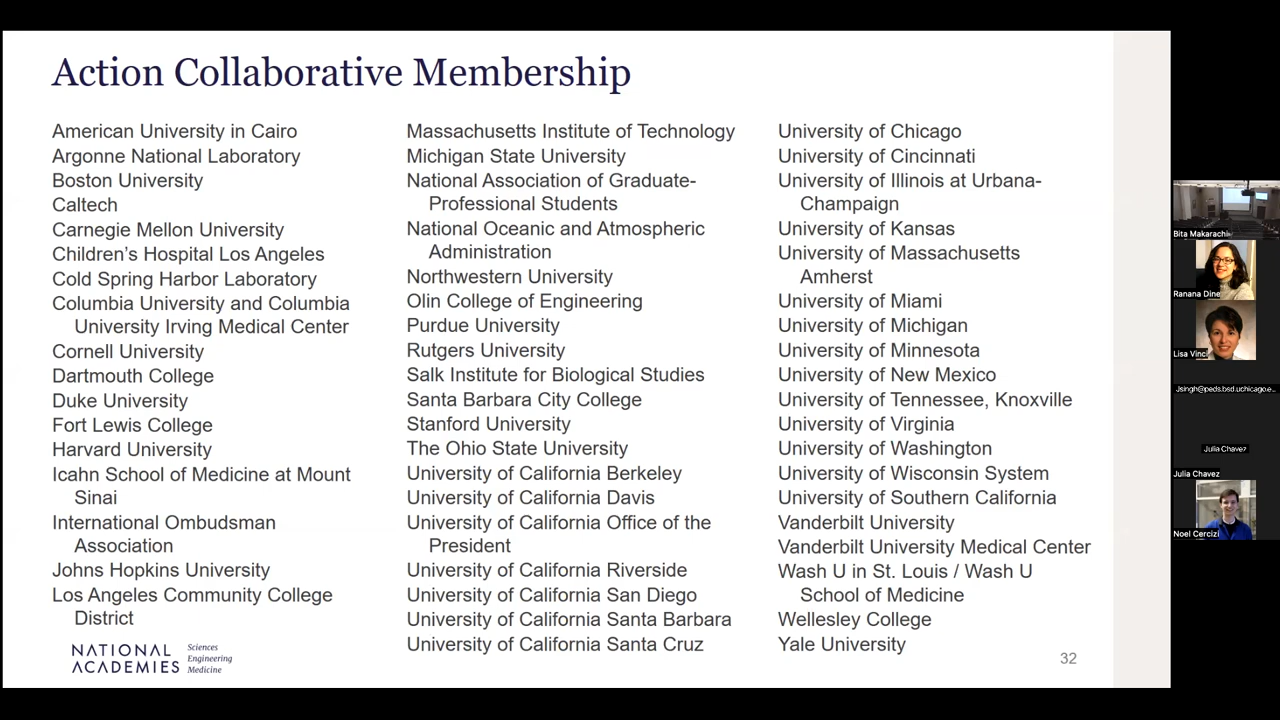 Action Collaborative Membership
American University in Cairo
Argonne National Laboratory
Boston University
Caltech
Carnegie Mellon University
Children's Hospital Los Angeles
Cold Spring Harbor Laboratory
Columbia University and Columbia
University Irving Medical Center
Cornell University
Dartmouth College
Duke University
Fort Lewis College
Harvard University
Icahn School of Medicine at Mount
Sinai
International Ombudsman
Association
Johns Hopkins University
Los Angeles Community College
District
Massachusetts Institute of Technology
Michigan State University
National Association of Graduate-
Professional Students
National Oceanic and Atmospheric
Administration
Northwestern University
Olin College of Engineering
Purdue University
Rutgers University
Salk Institute for Biological Studies
Santa Barbara City College
Stanford University
The Ohio State University
University of California Berkeley
University of California Davis
University of California Office of the
President
University of California Riverside
University of California San Diego
University of California Santa Barbara
University of California Santa Cruz
University of Chicago
University of Cincinnati
University of Illinois at Urbana-
Champaign
University of Kansas
University of Massachusetts
Amherst
University of Miami
University of Michigan
University of Minnesota
University of New Mexico
University of Tennessee, Knoxville
University of Virginia
University of Washington
University of Wisconsin System
University of Southern California
Vanderbilt University
Vanderbilt University Medical Center
Wash U in St. Louis / Wash U
School of Medicine
Wellesley College
Yale University
NATIONAL ACADEMIES
Sciences
Engineering
Medicine
32
Bita Makarachi
Ranana Dine
Lisa Vinci
Jsingh@peds.bsd.uchicago.e...
Julia Chavez
Julia Chavez
Noel Cercizi